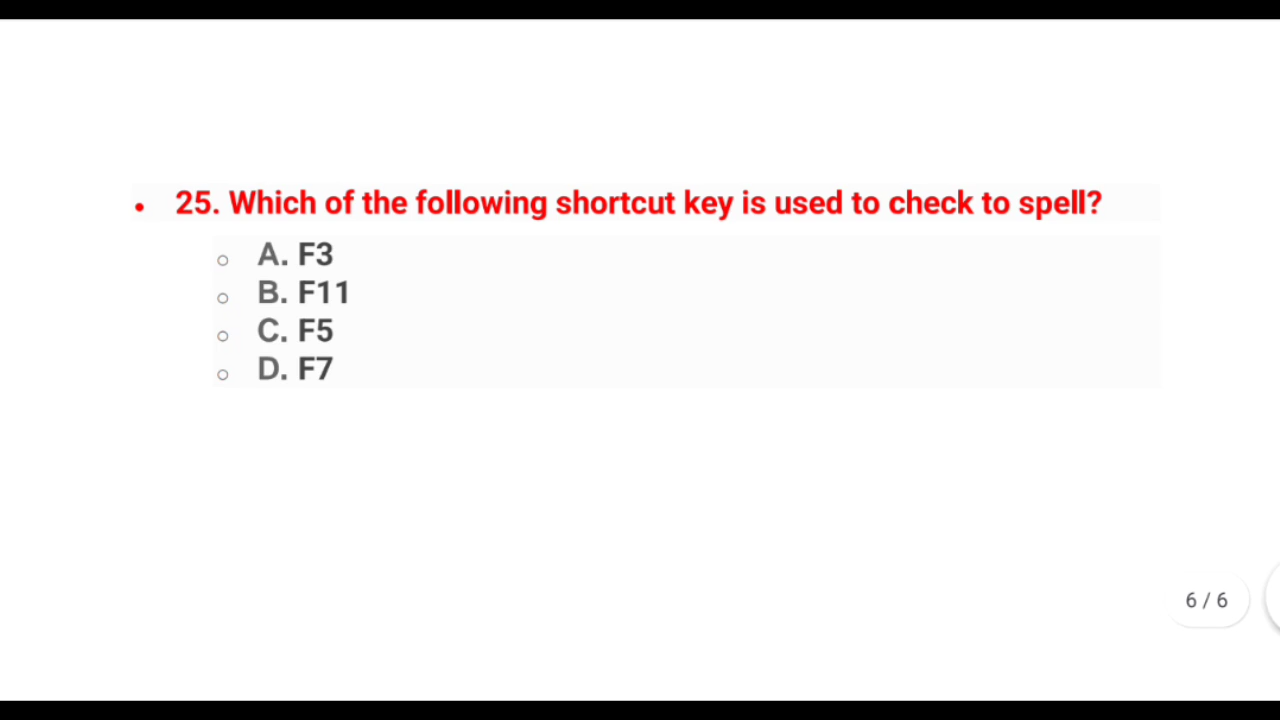 • 25. Which of the following shortcut key is used to check to spell?
○ A. F3
○ B. F11
○ C. F5
○ D. F7
6 / 6